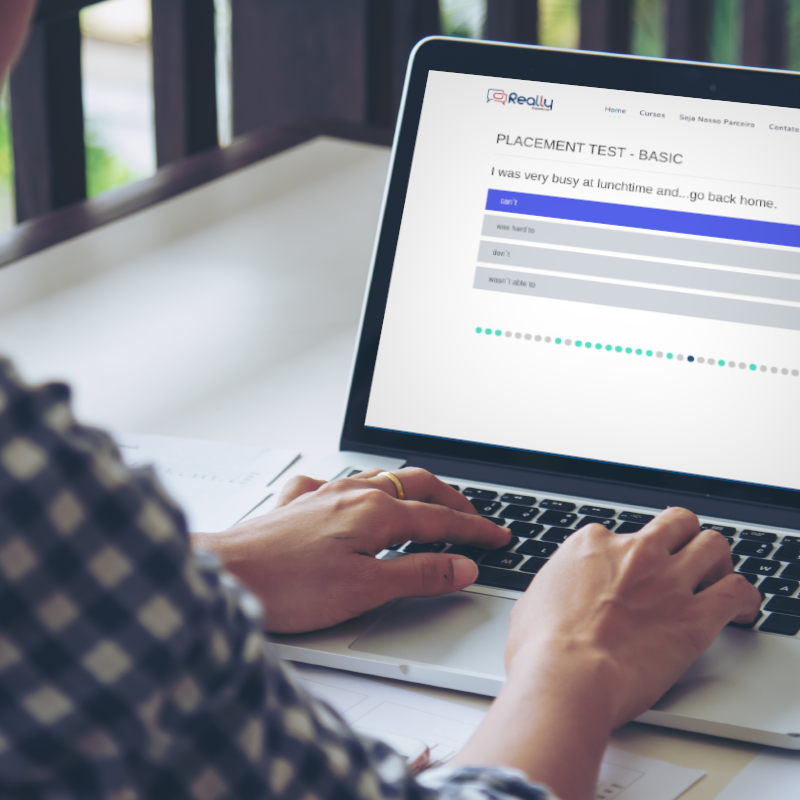 Really
Home Cursos Seja Nosso Parceiro Contato
PLACEMENT TEST - BASIC
I was very busy at lunchtime and...go back home.
can´t
was hard to
don´t
wasn´t able to